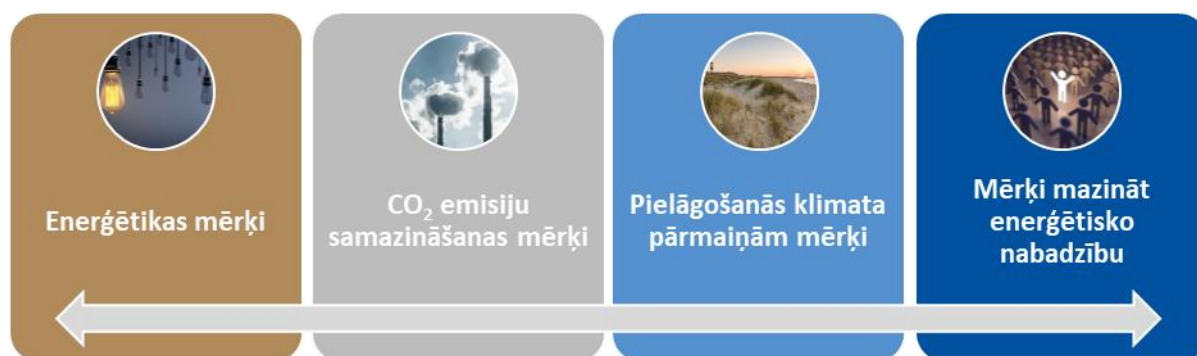 Enerģētikas mērķi
CO₂ emisiju
samazināšanas mērķi
Pielāgošanās klimata
pārmaiņām mērķi
Mērķi mazināt
enerģētisko
nabadzību